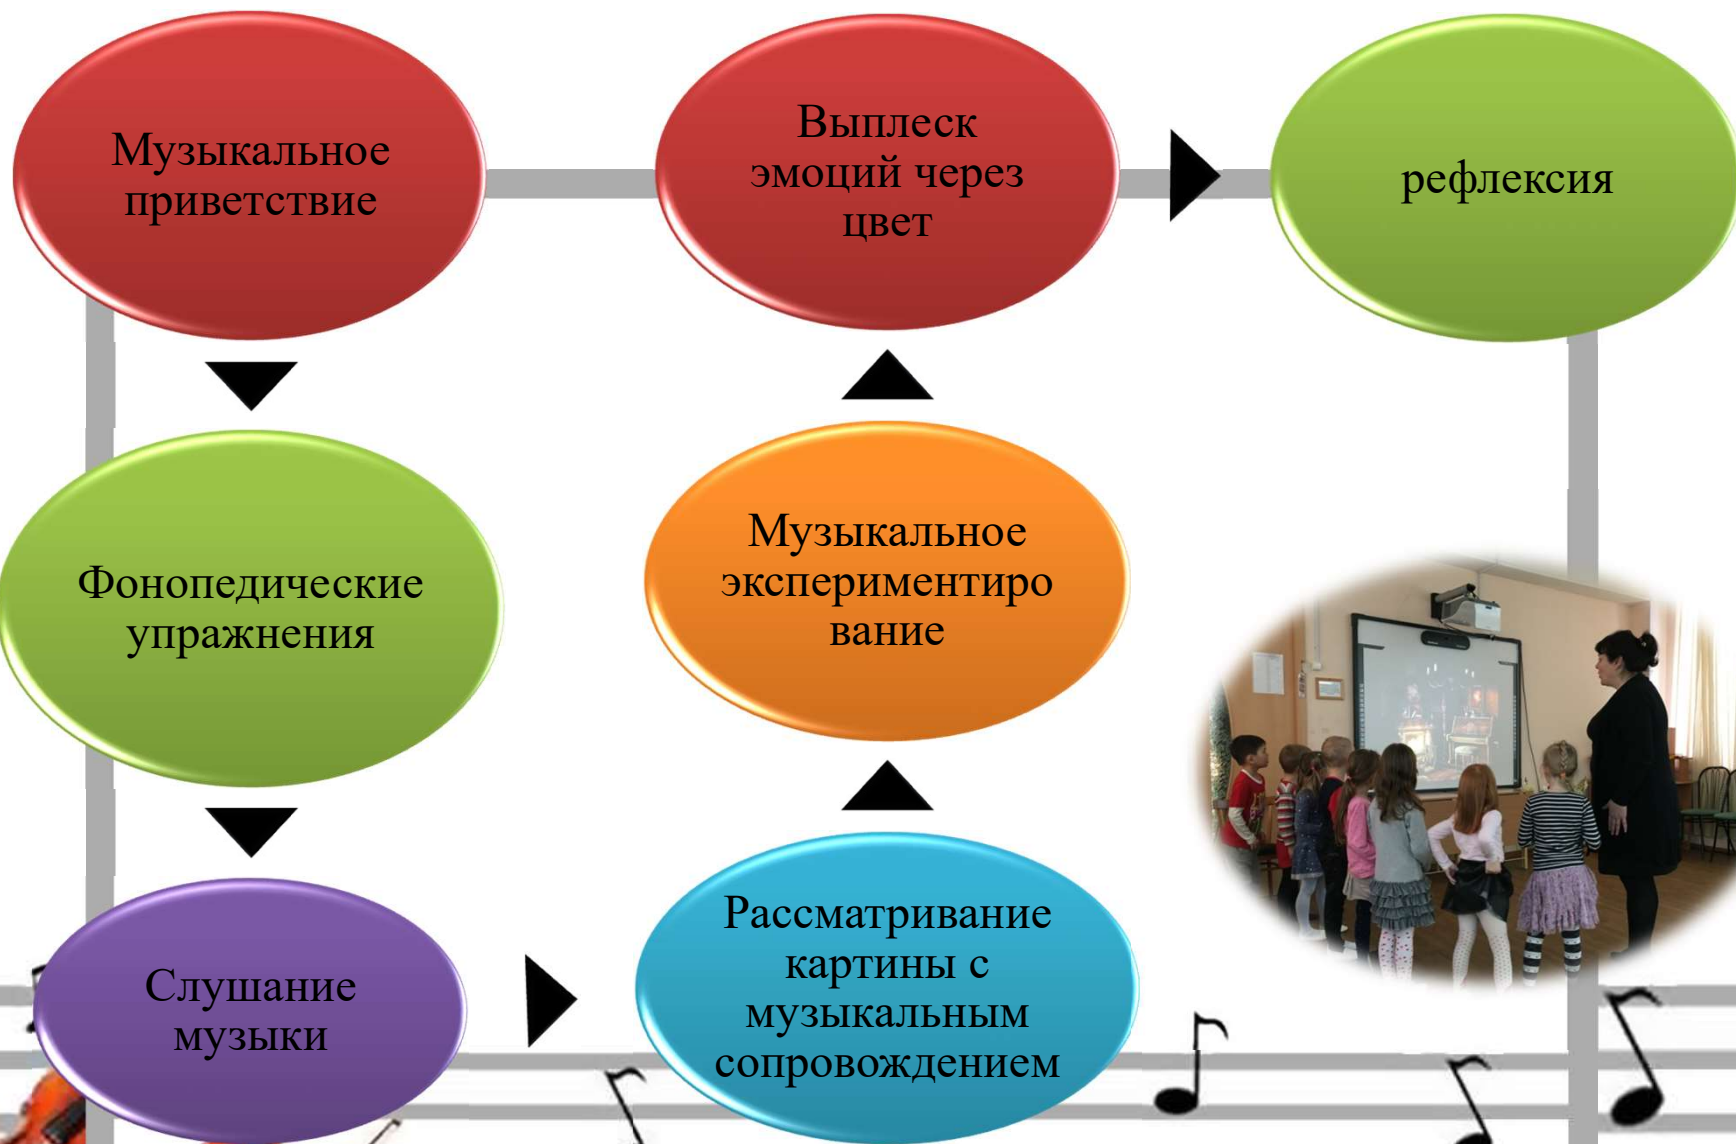 Музыкальное
приветствие
Фонопедические
упражнения
Слушание
музыки
Рассматривание
картины с
музыкальным
сопровождением
Музыкальное
экспериментиро
вание
Выплеск
эмоций через
цвет
рефлексия